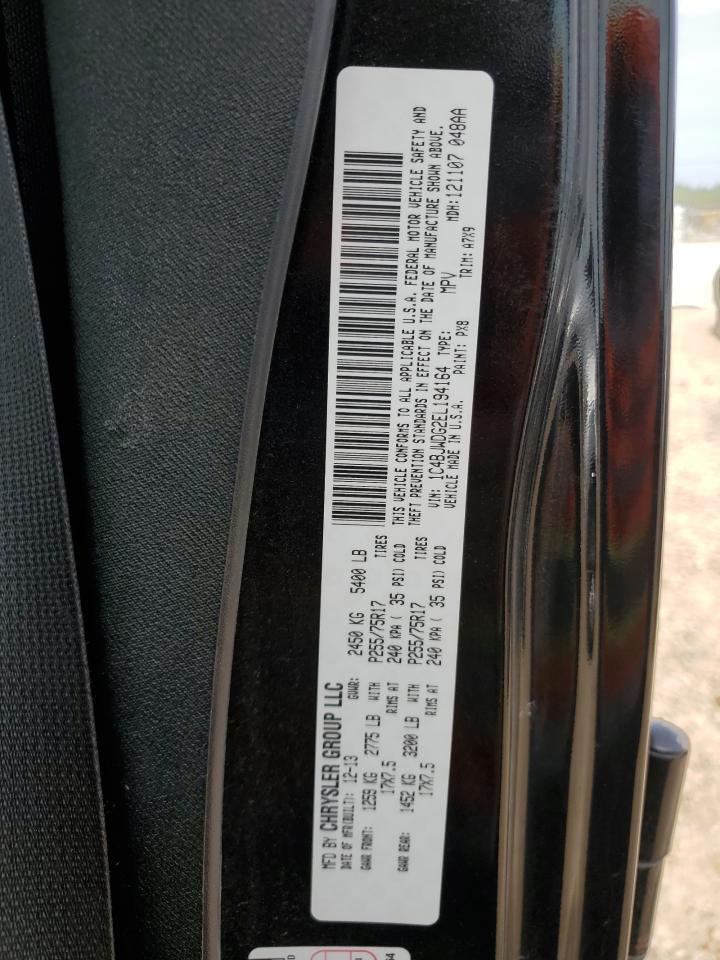 MFD BY CHRYSLER GROUP LLC
DATE OF MFR(BUILT): 12-13 GVWR: 2450 KG 5400 LB
GAWR FRONT: 1259 KG 2775 LB WITH P255/75R17 TIRES
17X7.5 RIMS AT 240 KPA ( 35 PSI) COLD
GAWR REAR: 1452 KG 3200 LB WITH P255/75R17 TIRES
17X7.5 RIMS AT 240 KPA ( 35 PSI) COLD
THIS VEHICLE CONFORMS TO ALL APPLICABLE U.S.A. FEDERAL MOTOR VEHICLE SAFETY AND
THEFT PREVENTION STANDARDS IN EFFECT ON THE DATE OF MANUFACTURE SHOWN ABOVE.
VIN: 1C4BJWDG2EL194164 TYPE: MPV MDH:121107 048AA
VEHICLE MADE IN U.S.A. PAINT: PX8 TRIM: A7X9